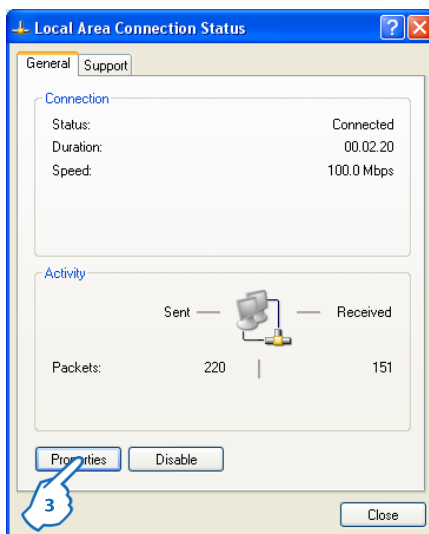 Local Area Connection Status
General Support
Connection
Status: Connected
Duration: 00.02.20
Speed: 100.0 Mbps
Activity
Sent Received
Packets: 220 151
Properties Disable
3
Close